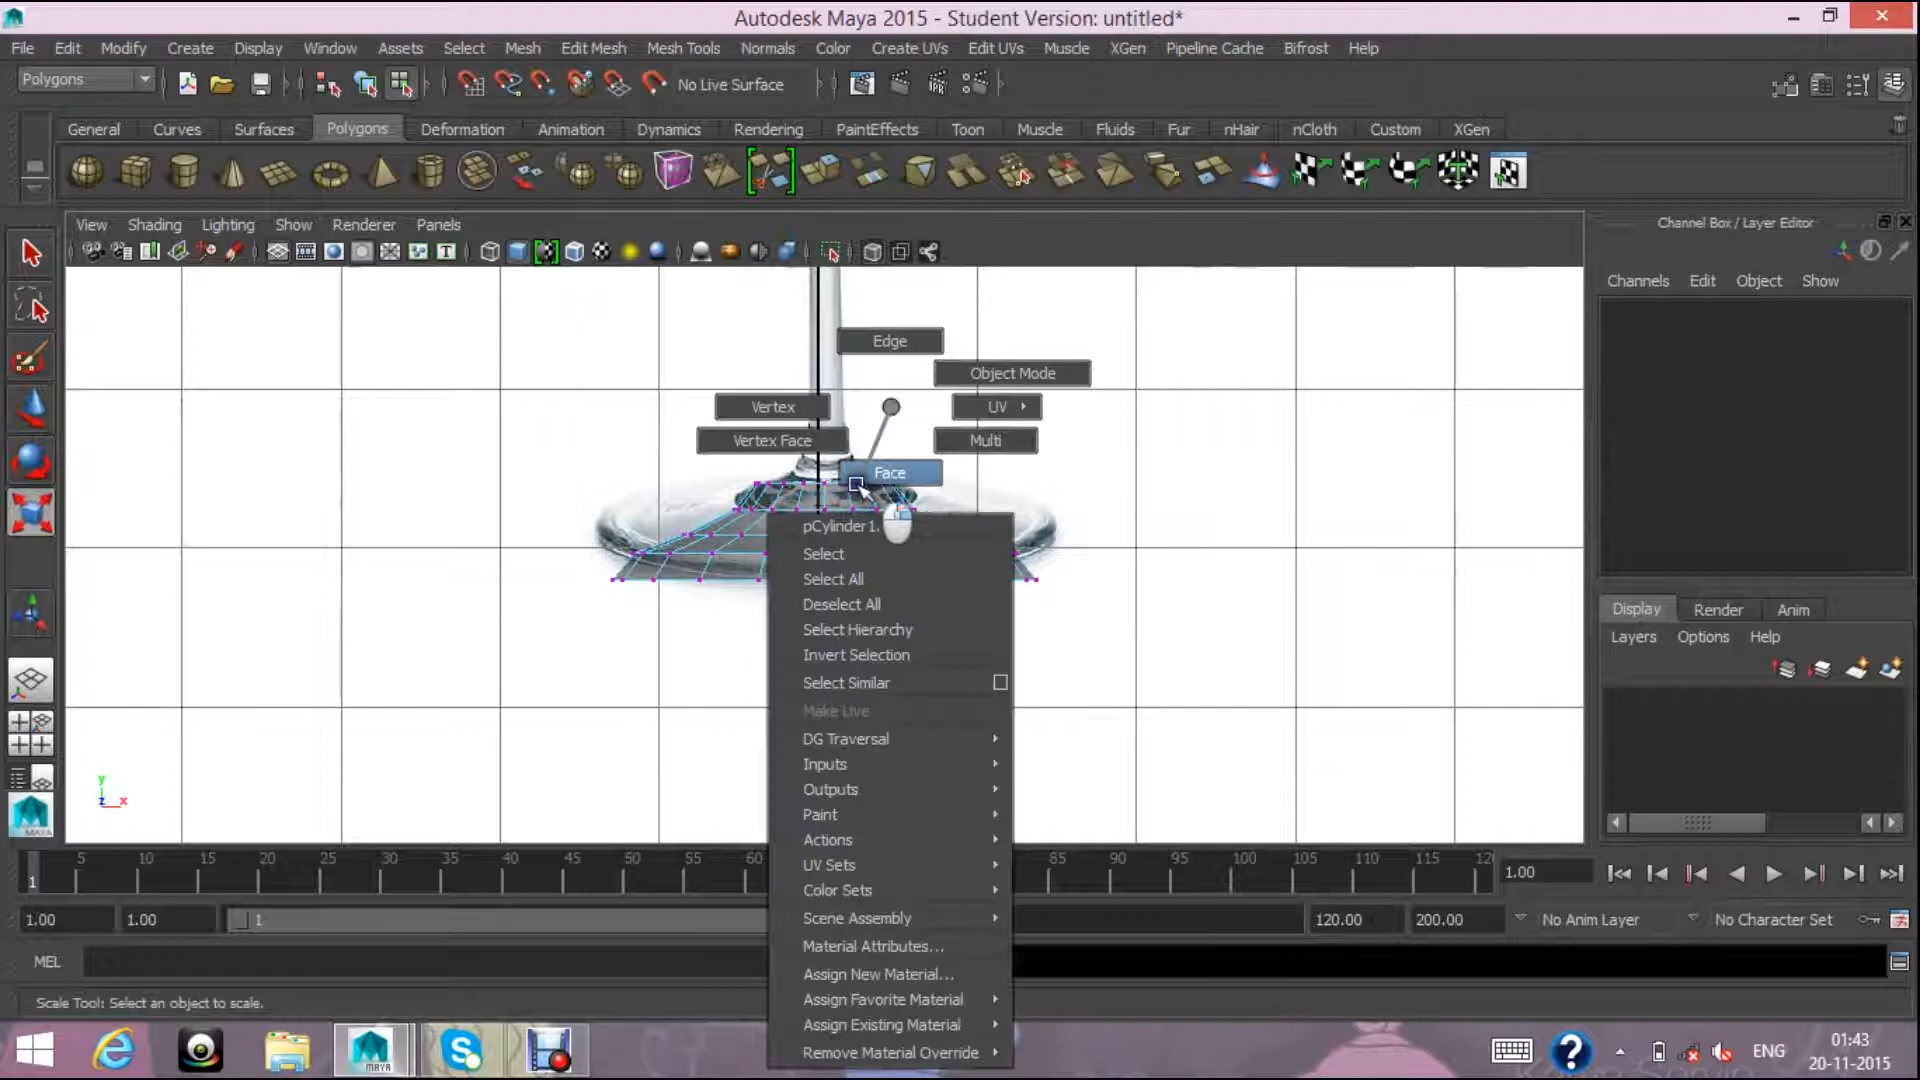 Autodesk Maya 2015 - Student Version: untitled*
File Edit Modify Create Display Window Assets Select Mesh Edit Mesh Mesh Tools Normals Color Create UVs Edit UVs Muscle XGen Pipeline Cache Bifrost Help
Polygons No Live Surface
General Curves Surfaces Polygons Deformation Animation Dynamics Rendering PaintEffects Toon Muscle Fluids Fur nHair nCloth Custom XGen
View Shading Lighting Show Renderer Panels
Channel Box / Layer Editor
Channels Edit Object Show
Edge
Object Mode
Vertex UV
Vertex Face Multi
Face
pCylinder1.
Select
Select All
Deselect All
Select Hierarchy
Invert Selection
Select Similar
Make Live
DG Traversal
Inputs
Outputs
Paint
Actions
UV Sets
Color Sets
Scene Assembly
Material Attributes...
Assign New Material...
Assign Favorite Material
Assign Existing Material
Remove Material Override
Display Render Anim
Layers Options Help
y
z x
MAYA
5 10 15 20 25 30 35 40 45 50 55 60 85 90 95 100 105 110 115 12
1 1.00
1.00 1.00 1 120.00 200.00 No Anim Layer No Character Set
MEL
Scale Tool: Select an object to scale.
MAYA
ENG
01:43
20-11-2015